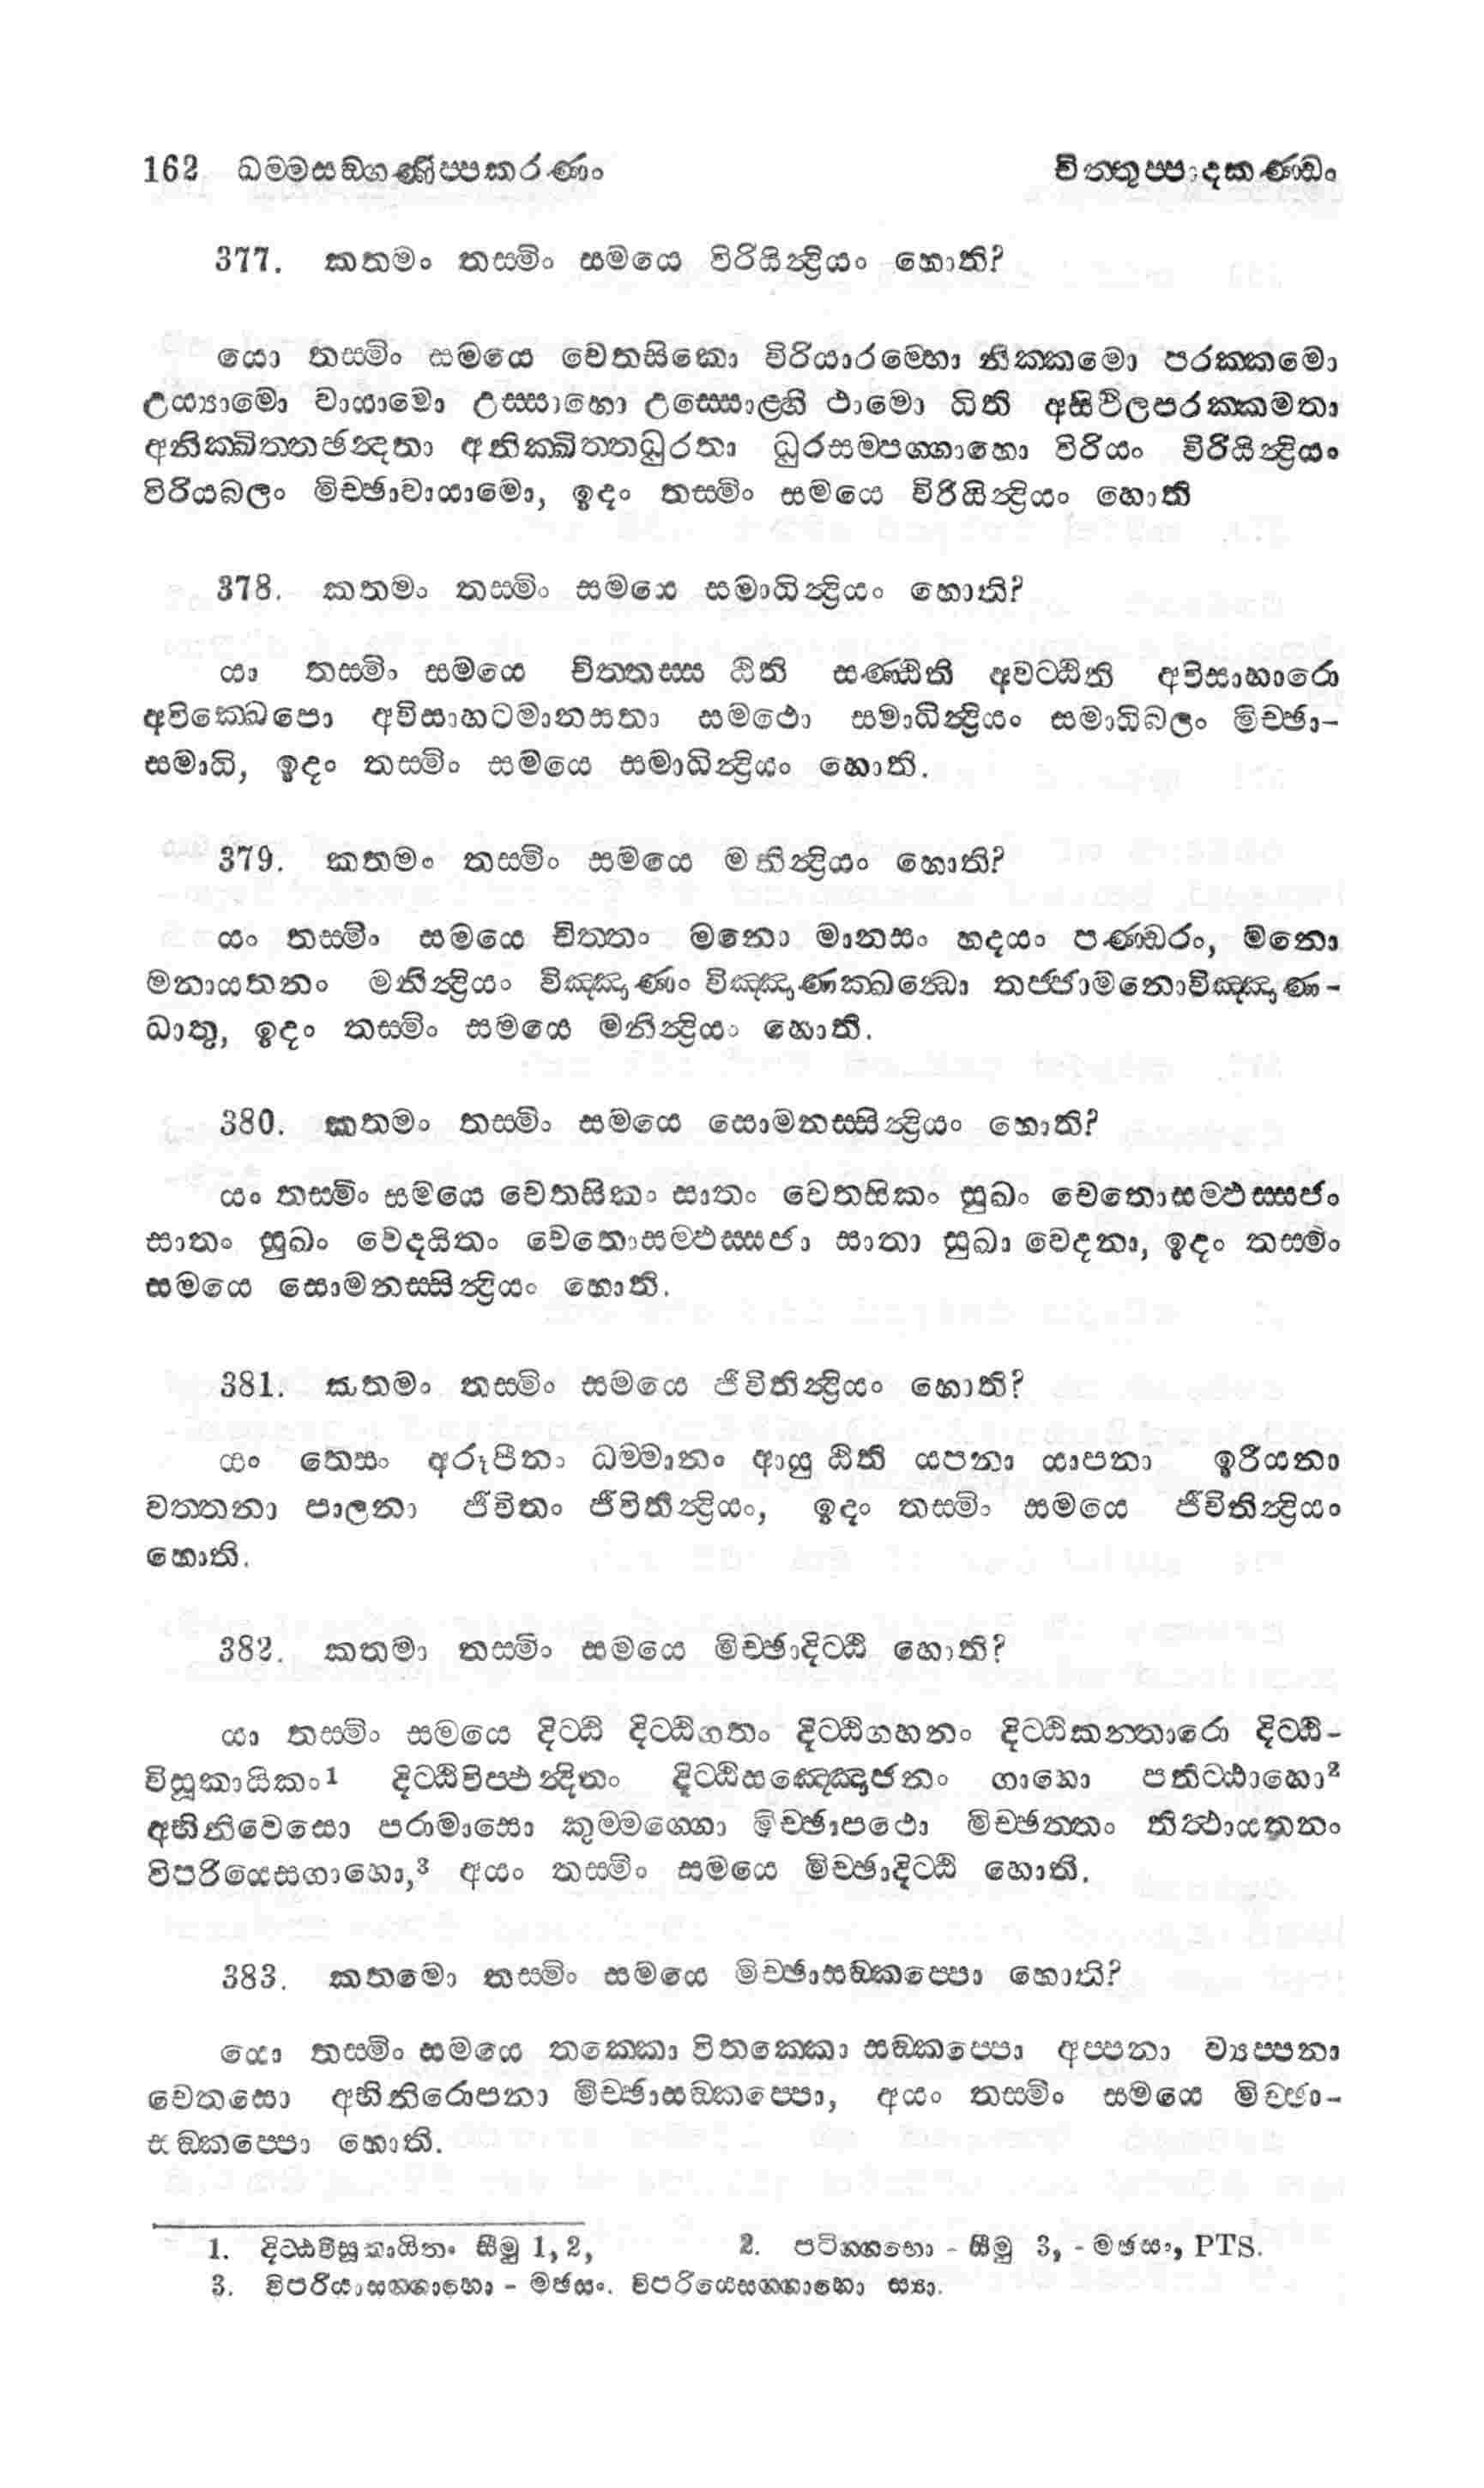 162 ධම්මසඞ්ගණීප්පකරණං
චිත්තුප්පාදකණ්ඩං
377. කතමං තස්මිං සමයෙ විරියින්ද්‍රියං හොති?
යො තස්මිං සමයෙ චෙතසිකො විරියාරම්භො නික්කමො පරක්කමො
උය්‍යාමො වායාමො උස්සාහො උස්සොළ්හී ථාමො ධිති අසිථිලපරක්කමතා
අනික්ඛිත්තඡන්දතා අනික්ඛිත්තධුරතා ධුරසම්පග්ගාහො විරියං විරියින්ද්‍රියං
විරියබලං මිච්ඡාවායාමො, ඉදං තස්මිං සමයෙ විරියින්ද්‍රියං හොති
378. කතමං තස්මිං සමයෙ සමාධින්ද්‍රියං හොති?
යා තස්මිං සමයෙ චිත්තස්ස ඨිති සණ්ඨිති අවට්ඨිති අවිසාහාරො
අවික්ඛෙපො අවිසාහටමානසතා සමථො සමාධින්ද්‍රියං සමාධිබලං මිච්ඡා-
සමාධි, ඉදං තස්මිං සමයෙ සමාධින්ද්‍රියං හොති.
379. කතමං තස්මිං සමයෙ මනින්ද්‍රියං හොති?
යං තස්මිං සමයෙ චිත්තං මනො මානසං හදයං පණ්ඩරං, මනො
මනායතනං මනින්ද්‍රියං විඤ්ඤාණං විඤ්ඤාණක්ඛන්ධො තජ්ජාමනොවිඤ්ඤාණ-
ධාතු, ඉදං තස්මිං සමයෙ මනින්ද්‍රියං හොති.
380. කතමං තස්මිං සමයෙ සොමනස්සින්ද්‍රියං හොති?
යං තස්මිං සමයෙ චෙතසිකං සාතං චෙතසිකං සුඛං චෙතොසම්ඵස්සජං
සාතං සුඛං වෙදයිතං චෙතොසම්ඵස්සජා සාතා සුඛා වෙදනා, ඉදං තස්මිං
සමයෙ සොමනස්සින්ද්‍රියං හොති.
381. කතමං තස්මිං සමයෙ ජීවිතින්ද්‍රියං හොති?
යං තෙසං අරූපීනං ධම්මානං ආයු ඨිති යපනා යාපනා ඉරියනා
වත්තනා පාලනා ජීවිතං ජීවිතින්ද්‍රියං, ඉදං තස්මිං සමයෙ ජීවිතින්ද්‍රියං
හොති.
382. කතමා තස්මිං සමයෙ මිච්ඡාදිට්ඨි හොති?
යා තස්මිං සමයෙ දිට්ඨි දිට්ඨිගතං දිට්ඨිගහනං දිට්ඨිකන්තාරො දිට්ඨි-
විසූකායිකං1 දිට්ඨිවිප්ඵන්දිතං දිට්ඨිසඤ්ඤොජනං ගාහො පතිට්ඨාහො2
අභිනිවෙසො පරාමාසො කුම්මග්ගො මිච්ඡාපථො මිච්ඡත්තං තිත්ථායතනං
විපරියෙසගාහො,3 අයං තස්මිං සමයෙ මිච්ඡාදිට්ඨි හොති.
383. කතමො තස්මිං සමයෙ මිච්ඡාසඞ්කප්පො හොති?
යො තස්මිං සමයෙ තක්කො විතක්කො සඞ්කප්පො අප්පනා ව්‍යප්පනා
චෙතසො අභිනිරොපනා මිච්ඡාසඞ්කප්පො, අයං තස්මිං සමයෙ මිච්ඡා-
සඞ්කප්පො හොති.
1. දිට්ඨවිසූකායිතං සීමු 1, 2, 2. පටිග්ගහො - සීමු 3, - මඡසං, PTS.
3. විපරියාසග්ගාහො - මඡසං. විපරියෙසග්ගාහො ස්‍යා.